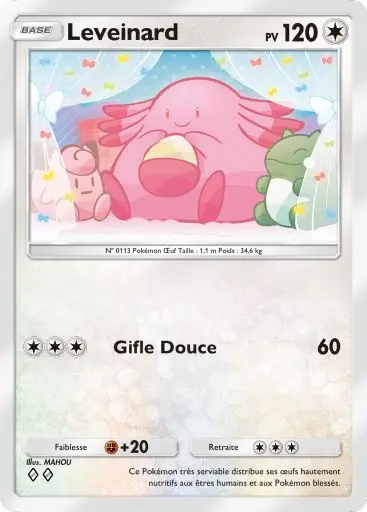 BASE Leveinard PV 120
N° 0113 Pokémon Œuf Taille : 1,1 m Poids : 34,6 kg
Gifle Douce 60
Faiblesse +20 Retraite
Illus. MAHOU
Ce Pokémon très serviable distribue ses œufs hautement
nutritifs aux êtres humains et aux Pokémon blessés.